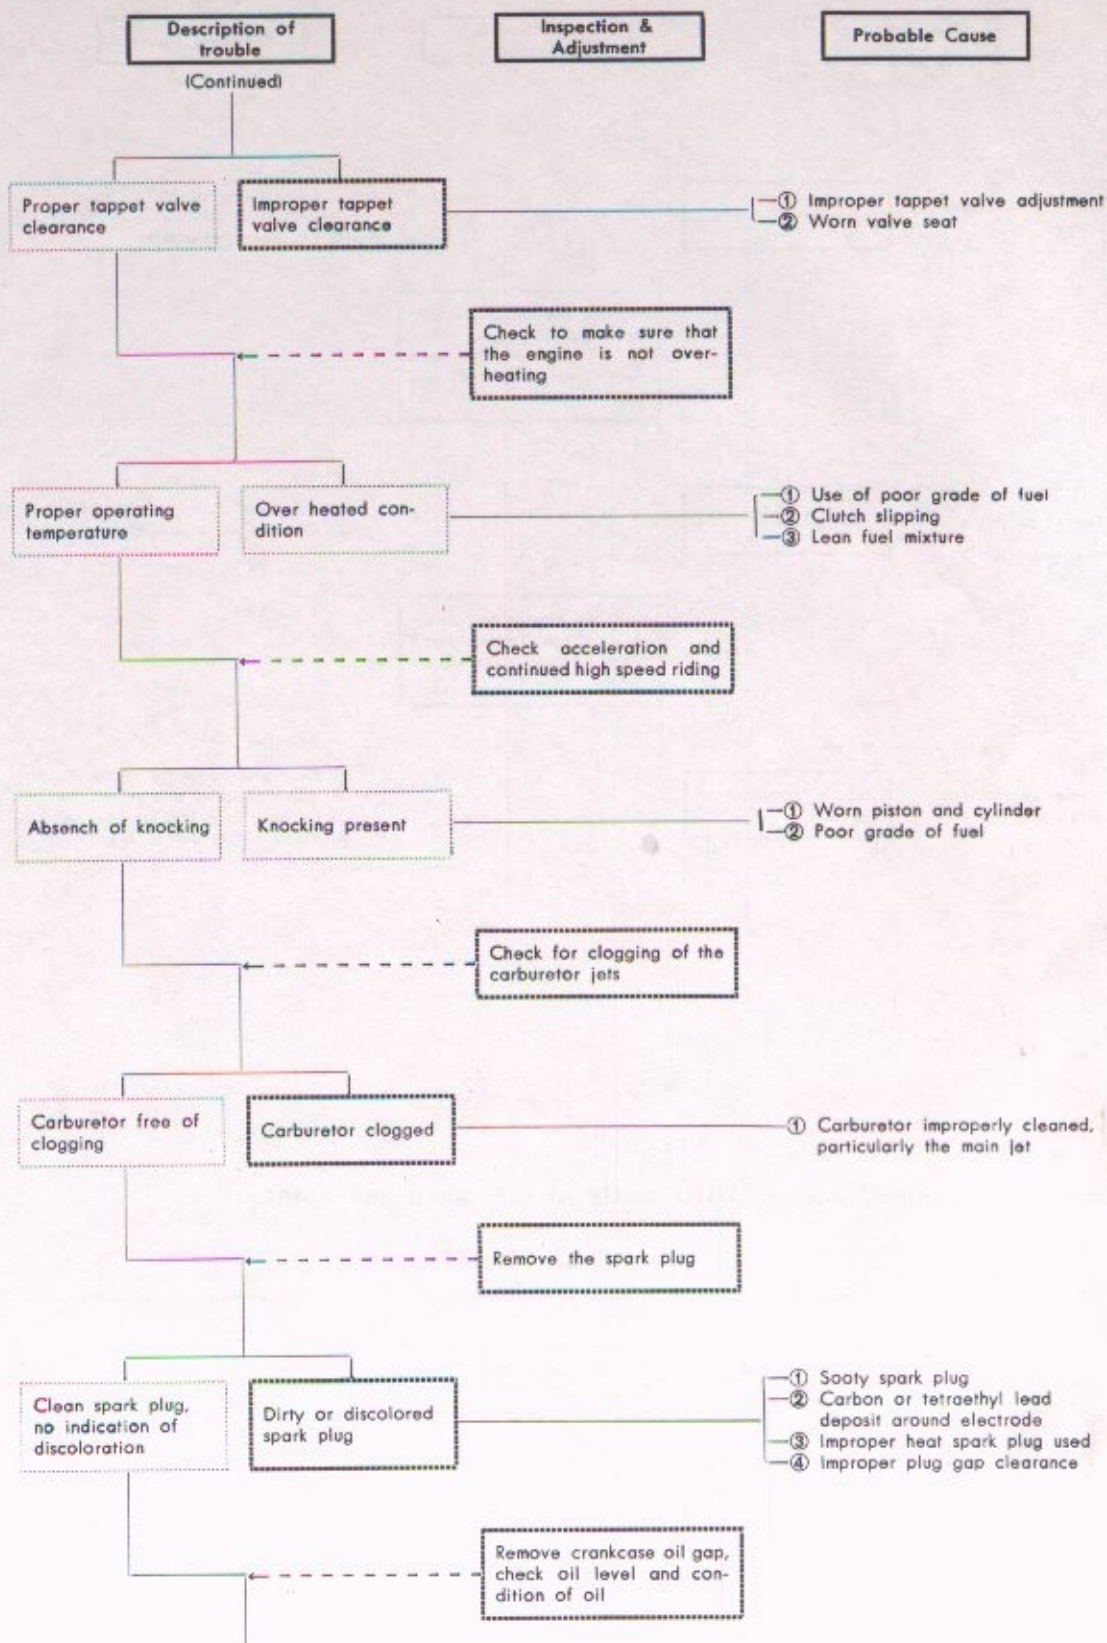 Description of
trouble
Inspection &
Adjustment
Probable Cause
(Continued)
Proper tappet valve
clearance
Improper tappet
valve clearance
① Improper tappet valve adjustment
② Worn valve seat
Check to make sure that
the engine is not over-
heating
Proper operating
temperature
Over heated con-
dition
① Use of poor grade of fuel
② Clutch slipping
③ Lean fuel mixture
Check acceleration and
continued high speed riding
Absench of knocking
Knocking present
① Worn piston and cylinder
② Poor grade of fuel
Check for clogging of the
carburetor jets
Carburetor free of
clogging
Carburetor clogged
① Carburetor improperly cleaned,
particularly the main jet
Remove the spark plug
Clean spark plug,
no indication of
discoloration
Dirty or discolored
spark plug
① Sooty spark plug
② Carbon or tetraethyl lead
deposit around electrode
③ Improper heat spark plug used
④ Improper plug gap clearance
Remove crankcase oil gap,
check oil level and con-
dition of oil